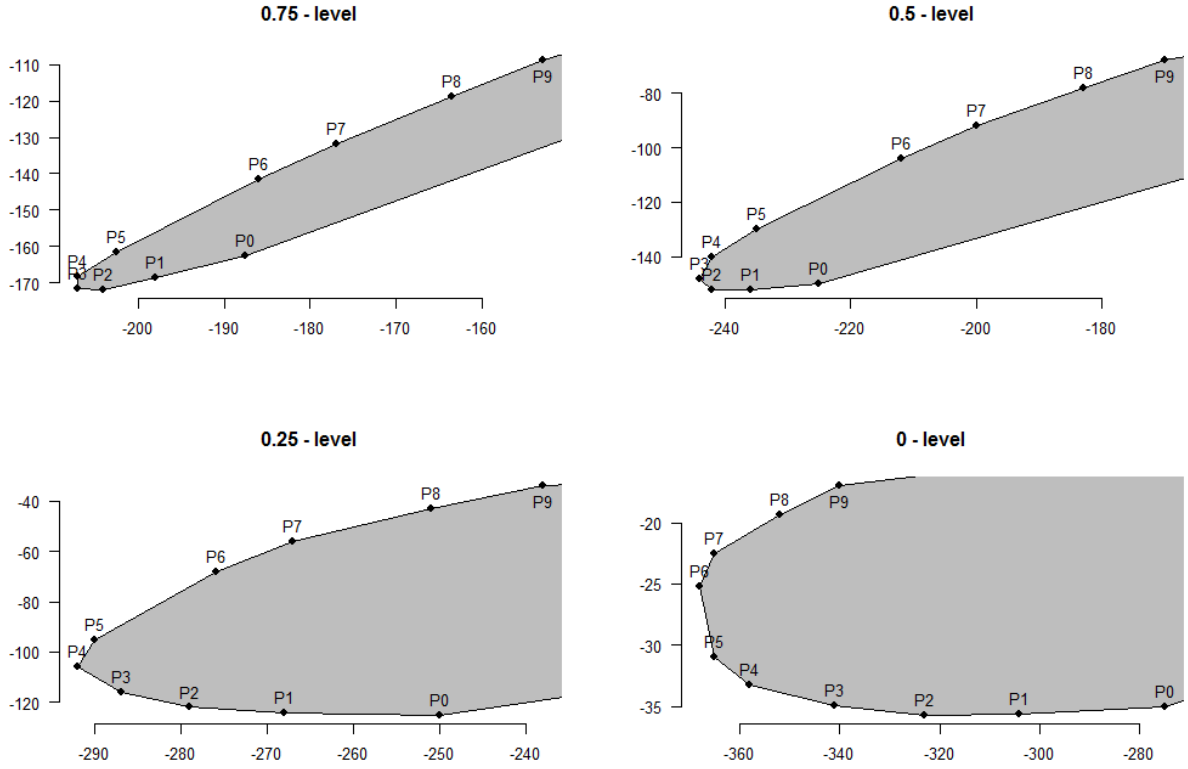 0.75 - level
-110
-120
-130
-140
-150
-160
-170
P9
P8
P7
P6
P5
P4
P3
P2
P1
P0
-200 -190 -180 -170 -160
0.5 - level
-80
-100
-120
-140
P9
P8
P7
P6
P5
P4
P3
P2
P1
P0
-240 -220 -200 -180
0.25 - level
-40
-60
-80
-100
-120
P9
P8
P7
P6
P5
P4
P3
P2
P1
P0
-290 -280 -270 -260 -250 -240
0 - level
-20
-25
-30
-35
P9
P8
P7
P6
P5
P4
P3
P2
P1
P0
-360 -340 -320 -300 -280